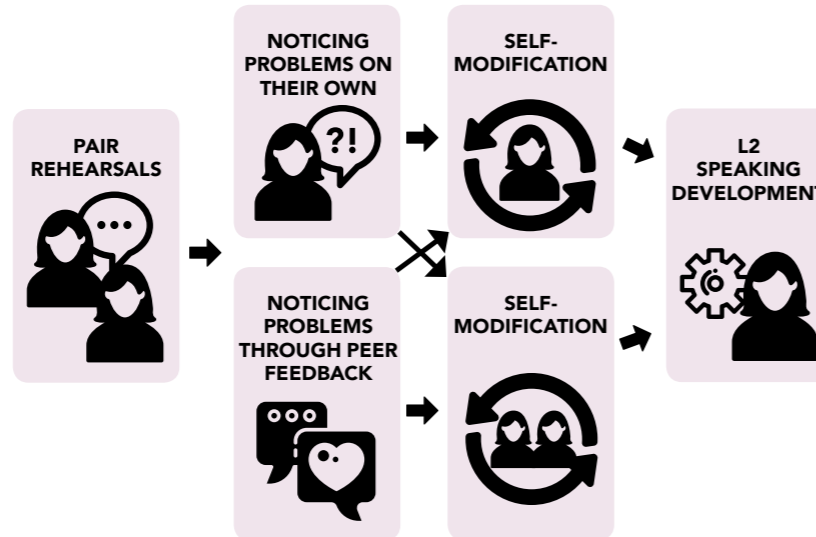 PAIR
REHEARSALS
NOTICING
PROBLEMS ON
THEIR OWN
?!
NOTICING
PROBLEMS
THROUGH PEER
FEEDBACK
SELF-
MODIFICATION
SELF-
MODIFICATION
L2
SPEAKING
DEVELOPMENT